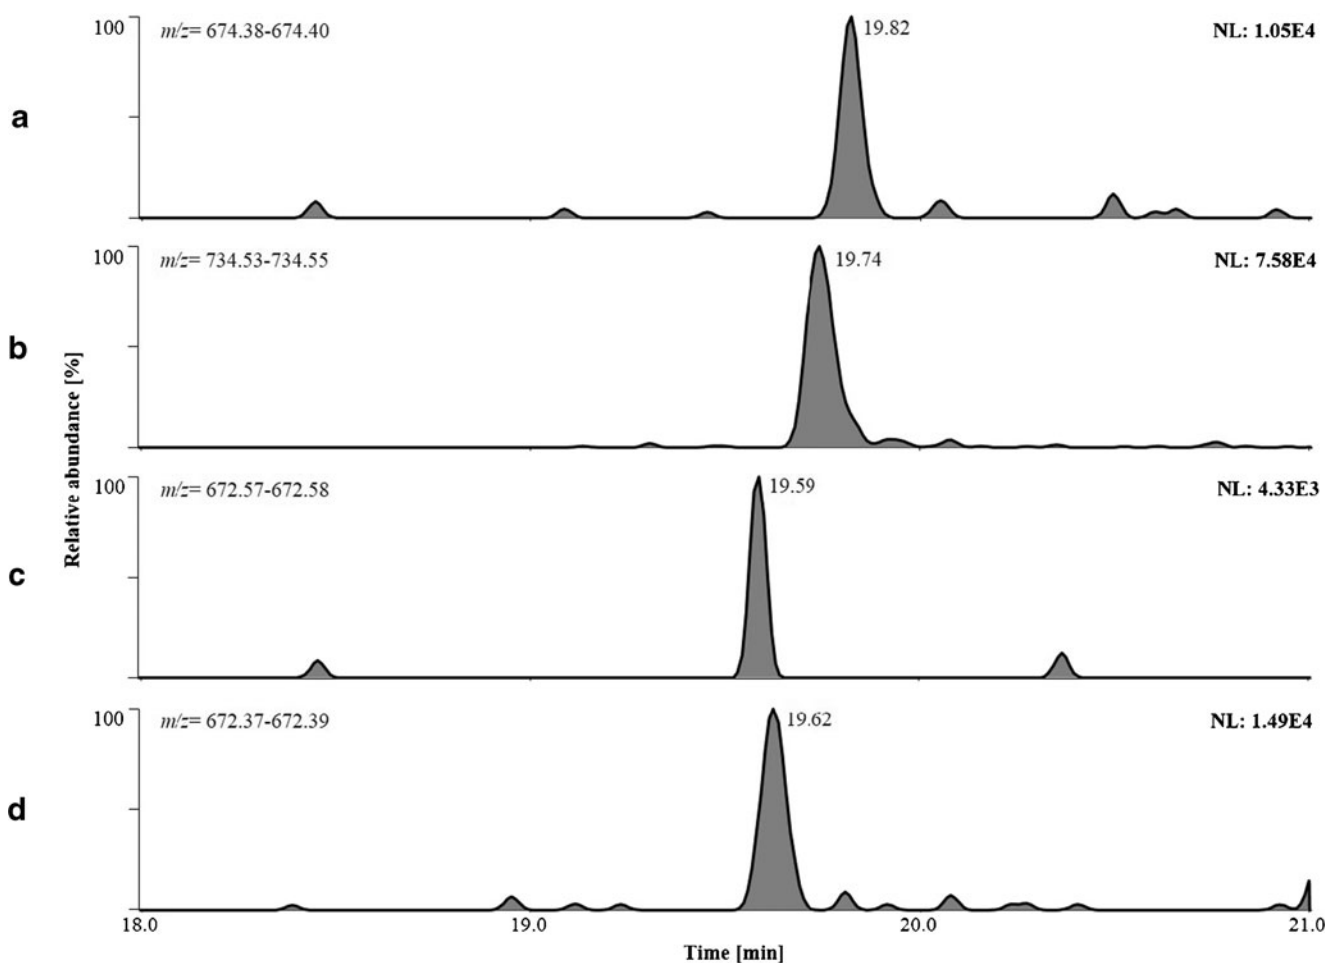 100
m/z= 674.38-674.40
19.82
NL: 1.05E4
a
100
m/z= 734.53-734.55
19.74
NL: 7.58E4
b
Relative abundance [%]
100
m/z= 672.57-672.58
19.59
NL: 4.33E3
c
100
m/z= 672.37-672.39
19.62
NL: 1.49E4
d
18.0 19.0 20.0 21.0
Time [min]